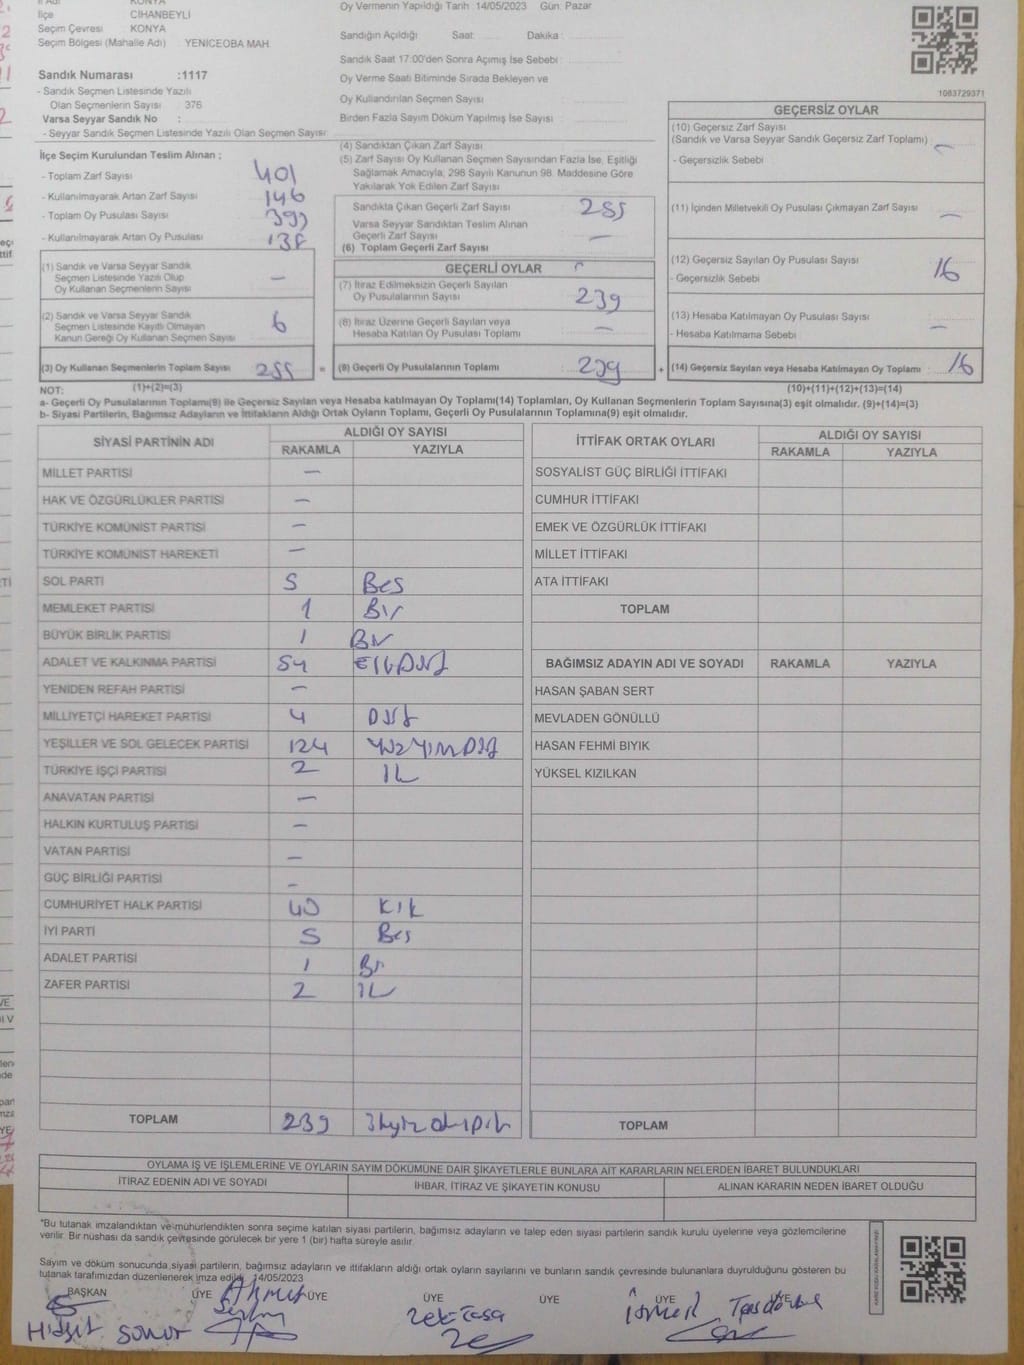 İlçe CİHANBEYLİ
Seçim Çevresi KONYA
Seçim Bölgesi (Mahalle Adı) YENİCEOBA MAH
Sandık Numarası :1117
- Sandık Seçmen Listesinde Yazılı
Olan Seçmenlerin Sayısı 376
Varsa Seyyar Sandık No :
- Seyyar Sandık Seçmen Listesinde Yazılı Olan Seçmen Sayısı
Oy Vermenin Yapıldığı Tarih :14/05/2023 Gün: Pazar
Sandığın Açıldığı Saat Dakika :
Sandık Saat 17:00'den Sonra Açımış İse Sebebi :
Oy Verme Saati Bitiminde Sırada Bekleyen ve
Oy Kullandırılan Seçmen Sayısı
Birden Fazla Sayım Döküm Yapılmış İse Sayısı :
1063729371
İlçe Seçim Kurulundan Teslim Alınan ;
- Toplam Zarf Sayısı 401
- Kullanılmayarak Artan Zarf Sayısı 146
- Toplam Oy Pusulası Sayısı
- Kullanılmayarak Artan Oy Pusulası
(1) Sandık ve Varsa Seyyar Sandık
Seçmen Listesinde Yazılı Olup
Oy Kullanan Seçmenlerin Sayısı –
(2) Sandık ve Varsa Seyyar Sandık
Seçmen Listesinde Kayıtlı Olmayan
Kanun Gereği Oy Kullanan Seçmen Sayısı 6
(3) Oy Kullanan Seçmenlerin Toplam Sayısı 255 =
(1)+(2)=(3)
(4) Sandıktan Çıkan Zarf Sayısı
(5) Zarf Sayısı Oy Kullanan Seçmen Sayısından Fazla İse, Eşitliği
Sağlamak Amacıyla, 298 Sayılı Kanunun 98. Maddesine Göre
Yakılarak Yok Edilen Zarf Sayısı
Sandıkta Çıkan Geçerli Zarf Sayısı 255
Varsa Seyyar Sandıktan Teslim Alınan
Geçerli Zarf Sayısı –
(6) Toplam Geçerli Zarf Sayısı
GEÇERLİ OYLAR
(7) İtiraz Edilmeksizin Geçerli Sayılan
Oy Pusulalarının Sayısı 239
(8) İtiraz Üzerine Geçerli Sayılan veya
Hesaba Katılan Oy Pusulası Toplamı –
(9) Geçerli Oy Pusulalarının Toplamı : 239 +
GEÇERSİZ OYLAR
(10) Geçersiz Zarf Sayısı
(Sandık ve Varsa Seyyar Sandık Geçersiz Zarf Toplamı) –
- Geçersizlik Sebebi
(11) İçinden Milletvekili Oy Pusulası Çıkmayan Zarf Sayısı –
(12) Geçersiz Sayılan Oy Pusulası Sayısı 16
- Geçersizlik Sebebi
(13) Hesaba Katılmayan Oy Pusulası Sayısı –
- Hesaba Katılmama Sebebi
(14) Geçersiz Sayılan veya Hesaba Katılmayan Oy Toplamı : 16
(10)+(11)+(12)+(13)=(14)
NOT:
a- Geçerli Oy Pusulalarının Toplamı(9) ile Geçersiz Sayılan veya Hesaba katılmayan Oy Toplamı(14) Toplamları, Oy Kullanan Seçmenlerin Toplam Sayısına(3) eşit olmalıdır. (9)+(14)=(3)
b- Siyasi Partilerin, Bağımsız Adayların ve İttifakların Aldığı Ortak Oyların Toplamı, Geçerli Oy Pusulalarının Toplamına(9) eşit olmalıdır.
SİYASİ PARTİNİN ADI ALDIĞI OY SAYISI
RAKAMLA YAZIYLA
MİLLET PARTİSİ –
HAK VE ÖZGÜRLÜKLER PARTİSİ –
TÜRKİYE KOMÜNİST PARTİSİ –
TÜRKİYE KOMÜNİST HAREKETİ –
SOL PARTİ 5 Beş
MEMLEKET PARTİSİ 1 Bir
BÜYÜK BİRLİK PARTİSİ 1 Bir
ADALET VE KALKINMA PARTİSİ 54
YENİDEN REFAH PARTİSİ –
MİLLİYETÇİ HAREKET PARTİSİ 4 Dört
YEŞİLLER VE SOL GELECEK PARTİSİ 124
TÜRKİYE İŞÇİ PARTİSİ 2 İki
ANAVATAN PARTİSİ –
HALKIN KURTULUŞ PARTİSİ –
VATAN PARTİSİ –
GÜÇ BİRLİĞİ PARTİSİ –
CUMHURİYET HALK PARTİSİ 40 Kırk
İYİ PARTİ 5 Beş
ADALET PARTİSİ 1 Bir
ZAFER PARTİSİ 2 İki
TOPLAM 239
İTTİFAK ORTAK OYLARI ALDIĞI OY SAYISI
RAKAMLA YAZIYLA
SOSYALİST GÜÇ BİRLİĞİ İTTİFAKI
CUMHUR İTTİFAKI
EMEK VE ÖZGÜRLÜK İTTİFAKI
MİLLET İTTİFAKI
ATA İTTİFAKI
TOPLAM
BAĞIMSIZ ADAYIN ADI VE SOYADI RAKAMLA YAZIYLA
HASAN ŞABAN SERT
MEVLADEN GÖNÜLLÜ
HASAN FEHMİ BIYIK
YÜKSEL KIZILKAN
TOPLAM
OYLAMA İŞ VE İŞLEMLERİNE VE OYLARIN SAYIM DÖKÜMÜNE DAİR ŞİKAYETLERLE BUNLARA AİT KARARLARIN NELERDEN İBARET BULUNDUKLARI
İTİRAZ EDENİN ADI VE SOYADI İHBAR, İTİRAZ VE ŞİKAYETİN KONUSU ALINAN KARARIN NEDEN İBARET OLDUĞU
"Bu tutanak imzalandıktan ve mühürlendikten sonra seçime katılan siyasi partilerin, bağımsız adayların ve talep eden siyasi partilerin sandık kurulu üyelerine veya gözlemcilerine
verilir. Bir nüshası da sandık çevresinde görülecek bir yere 1 (bir) hafta süreyle asılır.
Sayım ve döküm sonucunda siyasi partilerin, bağımsız adayların ve ittifakların aldığı ortak oyların sayılarını ve bunların sandık çevresinde bulunanlara duyrulduğunu gösteren bu
tutanak tarafımızdan düzenlenerek imza edildi. 14/05/2023
BAŞKAN ÜYE ÜYE ÜYE ÜYE ÜYE
Ahmet
İsmail